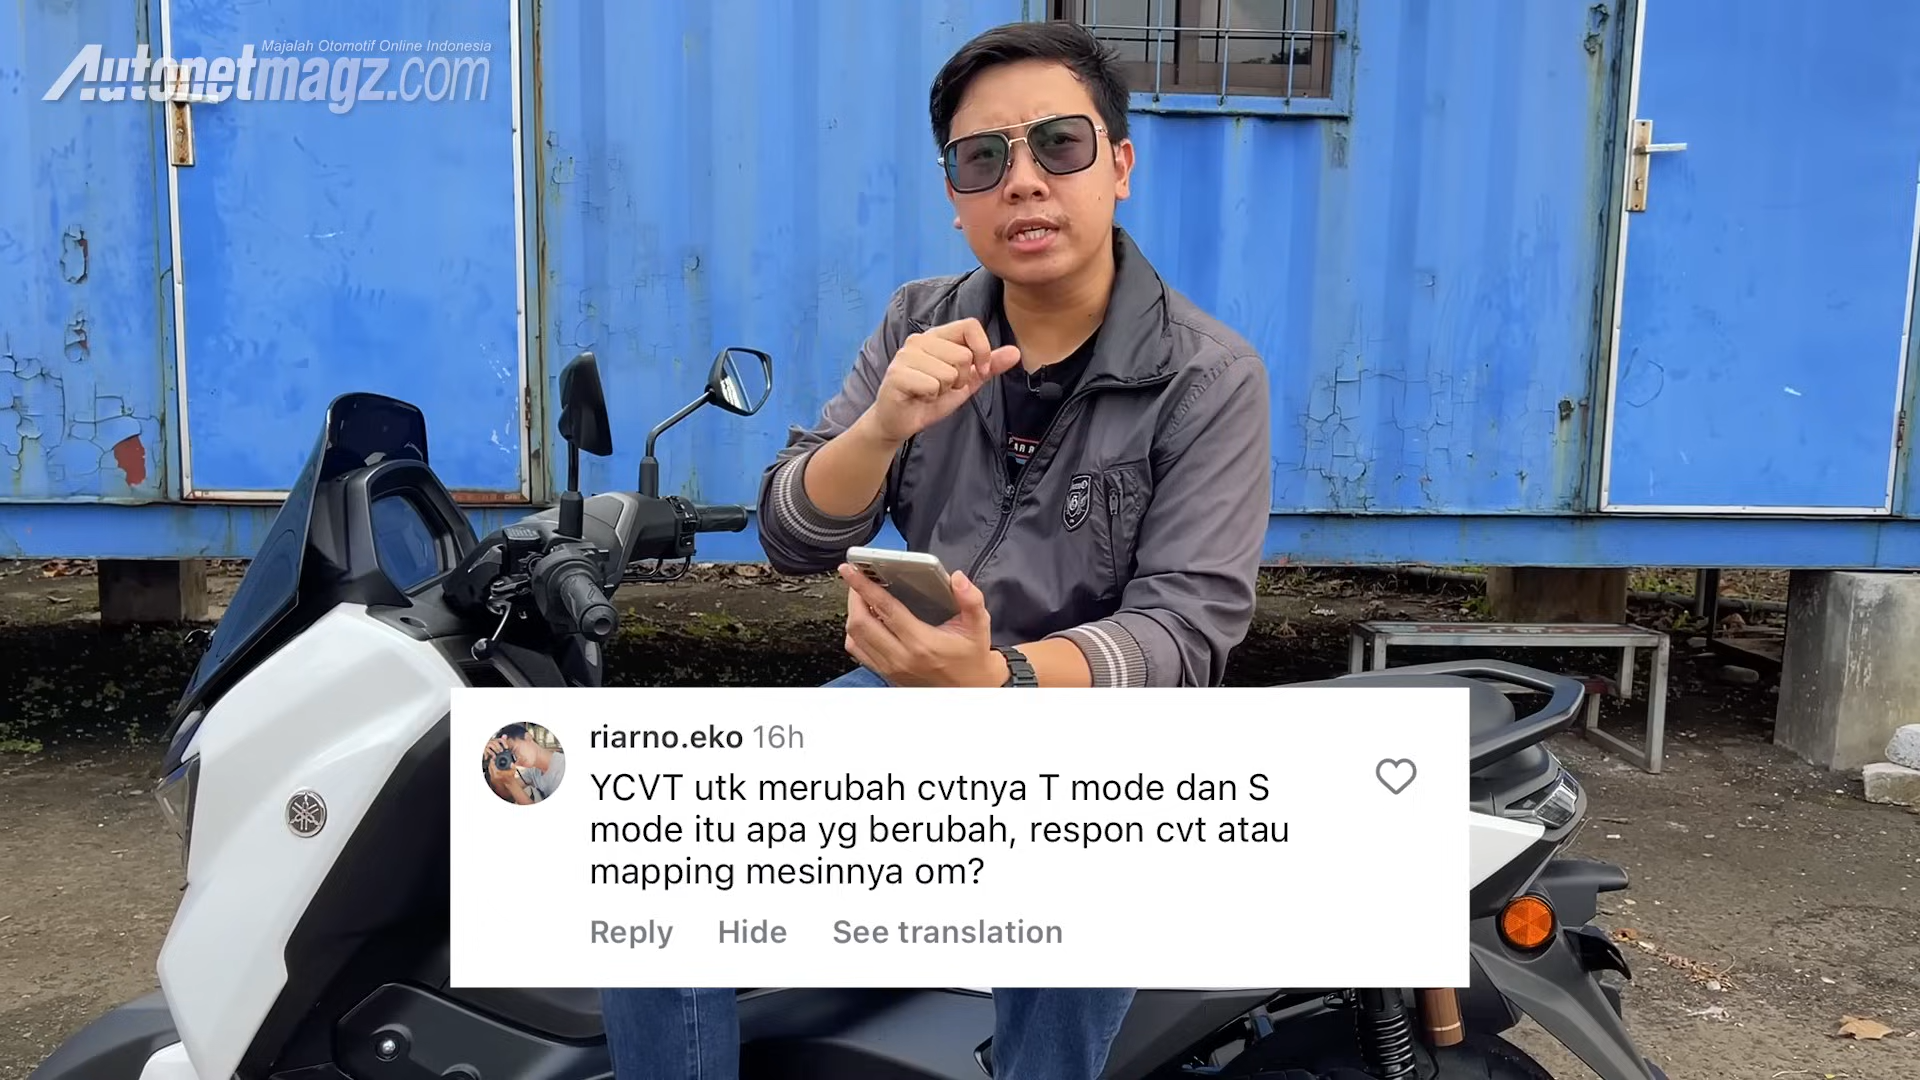 Majalah Otomotif Online Indonesia
Autonetmagz.com
riarno.eko 16h
YCVT utk merubah cvtnya T mode dan S
mode itu apa yg berubah, respon cvt atau
mapping mesinnya om?
Reply Hide See translation